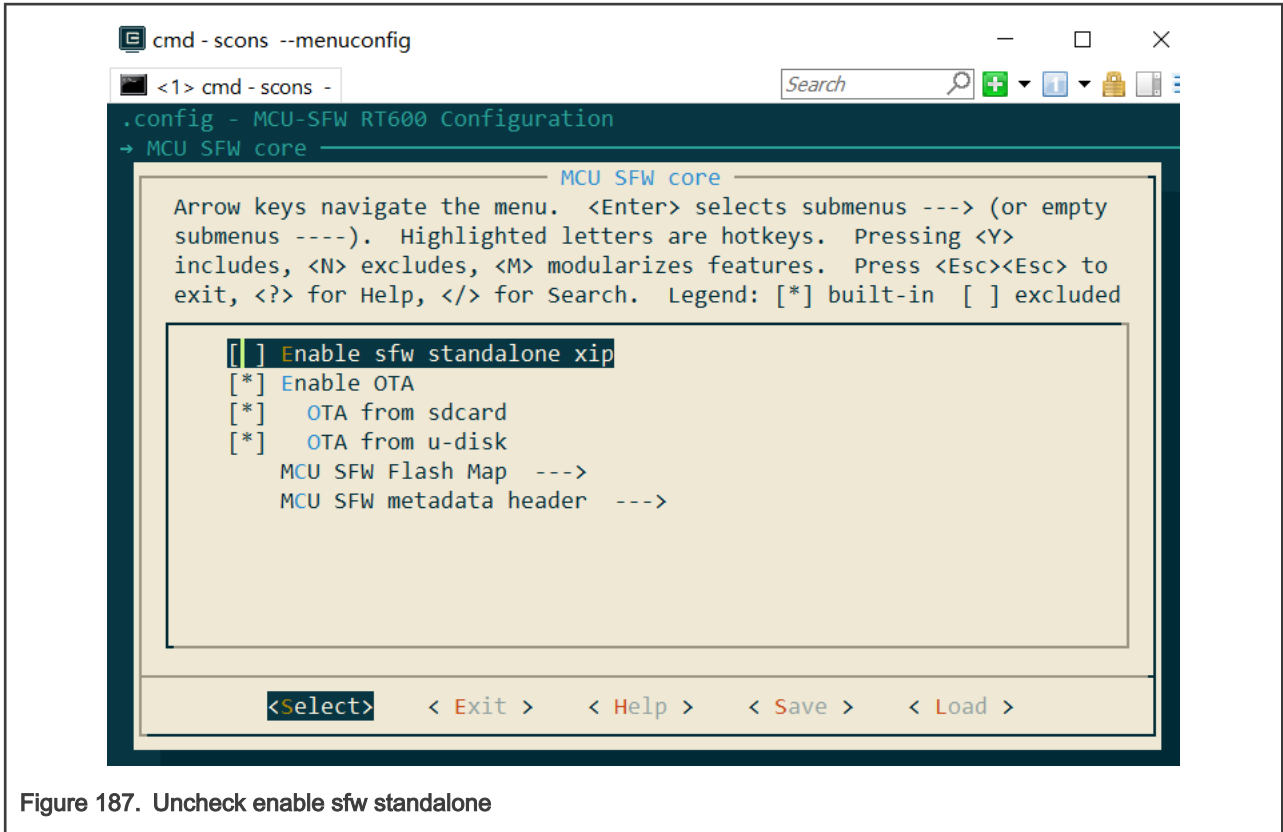 cmd - scons --menuconfig
<1> cmd - scons -
Search
.config - MCU-SFW RT600 Configuration
→ MCU SFW core
MCU SFW core
Arrow keys navigate the menu. <Enter> selects submenus ---> (or empty
submenus ----). Highlighted letters are hotkeys. Pressing <Y>
includes, <N> excludes, <M> modularizes features. Press <Esc><Esc> to
exit, <?> for Help, </> for Search. Legend: [*] built-in [ ] excluded
[ ] Enable sfw standalone xip
[*] Enable OTA
[*] OTA from sdcard
[*] OTA from u-disk
MCU SFW Flash Map --->
MCU SFW metadata header --->
<Select> < Exit > < Help > < Save > < Load >
Figure 187. Uncheck enable sfw standalone